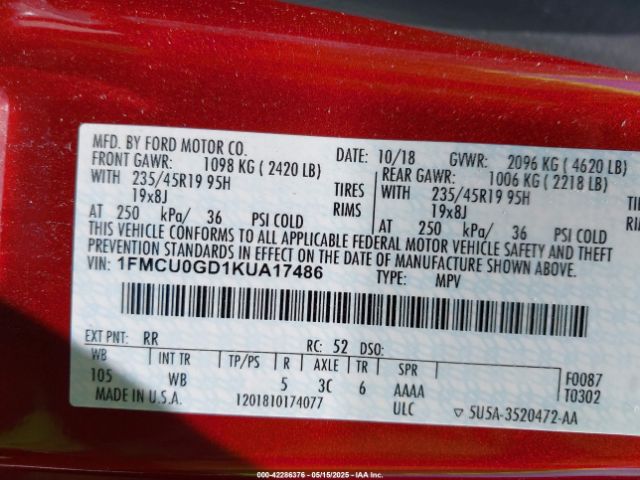 MFD. BY FORD MOTOR CO.
DATE: 10/18 GVWR: 2096 KG ( 4620 LB)
FRONT GAWR: 1098 KG ( 2420 LB) REAR GAWR: 1006 KG ( 2218 LB)
WITH 235/45R19 95H TIRES WITH 235/45R19 95H TIRE
19x8J RIMS 19x8J RIM
AT 250 kPa/ 36 PSI COLD AT 250 kPa/ 36 PSI COLD
THIS VEHICLE CONFORMS TO ALL APPLICABLE FEDERAL MOTOR VEHICLE SAFETY AND THEFT
PREVENTION STANDARDS IN EFFECT ON THE DATE OF MANUFACTURE SHOWN ABOVE.
VIN: 1FMCU0GD1KUA17486 TYPE: MPV
EXT PNT: RR RC: 52 DSO:
WB INT TR TP/PS R AXLE TR SPR F0087
105 WB 5 3C 6 AAAA T0302
MADE IN U.S.A. 1201810174077 ULC ▽ 5U5A-3520472-AA
000-42286376 - 05/15/2025 - IAA Inc.